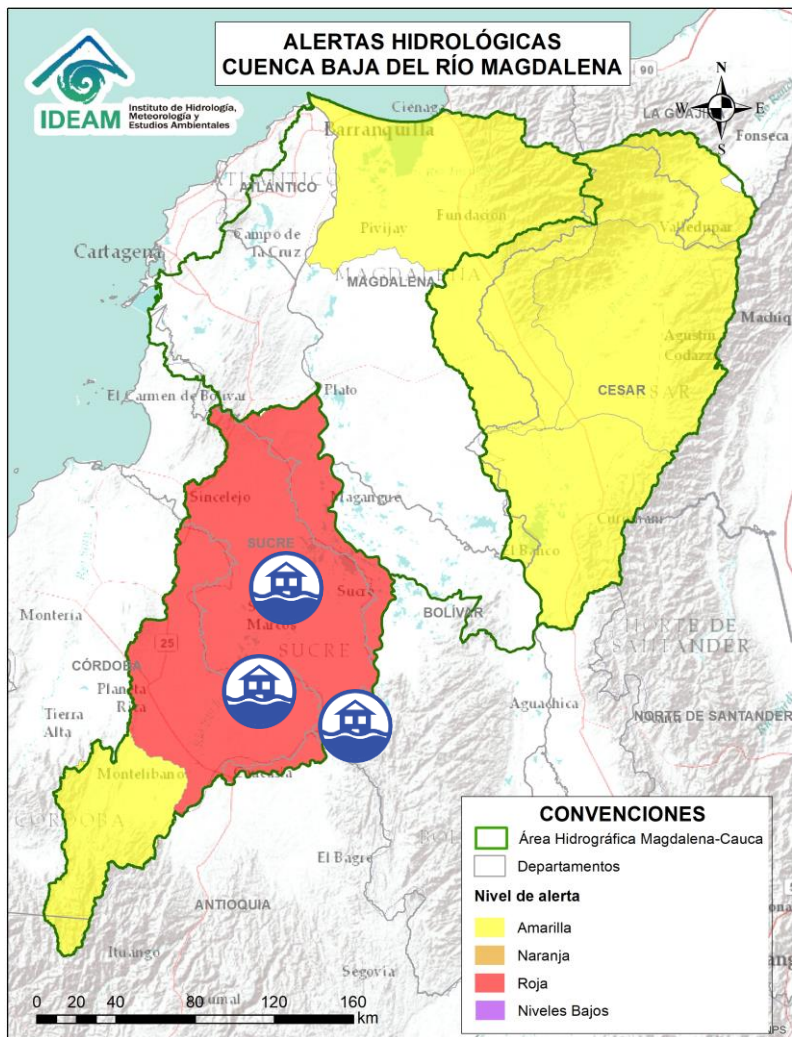 ALERTAS HIDROLÓGICAS
CUENCA BAJA DEL RÍO MAGDALENA
IDEAM
Instituto de Hidrología,
Meteorología y
Estudios Ambientales
N
W
E
S
90
Ciénaga
LA GUAJIRA
Barranquilla
Fonseca
ATLÁNTICO
Campo de
la Cruz
Pivijay
Fundación
Valledupar
Cartagena
MAGDALENA
Agustín
Codazzi
CESAR
El Carmen de Bolívar
Plato
Sincelejo
Magangué
SUCRE
El Banco
Sucre
Marcos
BOLÍVAR
SUCRE
Montería
25
CÓRDOBA
Planeta
Rica
Tierra
Alta
NORTE DE
SANTANDER
Aguachica
NORTE DE SANTANDER
Montelíbano
El Bagre
ANTIOQUIA
Ituango
Segovia
CONVENCIONES
Área Hidrográfica Magdalena-Cauca
Departamentos
Nivel de alerta
Amarilla
Naranja
Roja
Niveles Bajos
0 20 40 80 120 160
km